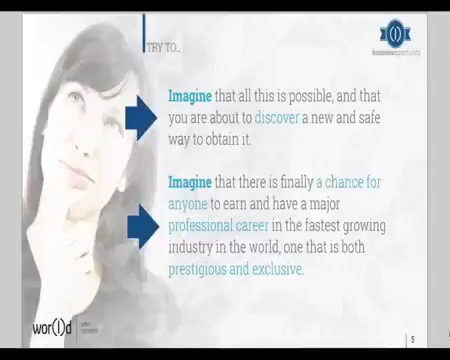 TRY TO...
businessopportunity
Imagine that all this is possible, and that
you are about to discover a new and safe
way to obtain it.
Imagine that there is finally a chance for
anyone to earn and have a major
professional career in the fastest growing
industry in the world, one that is both
prestigious and exclusive.
wor(l)d